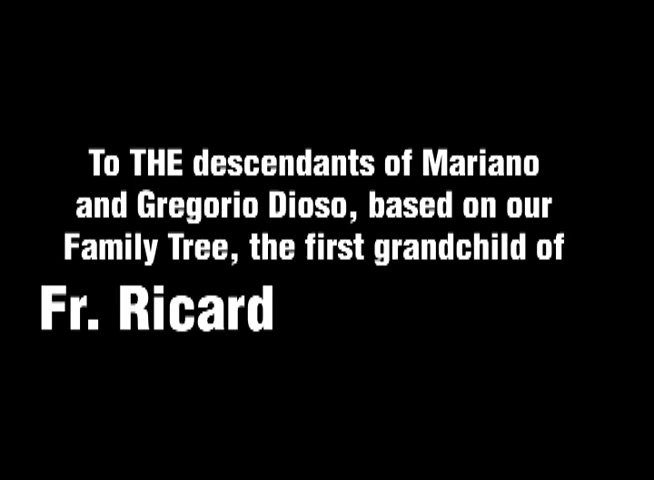 To THE descendants of Mariano
and Gregorio Dioso, based on our
Family Tree, the first grandchild of
Fr. Ricard